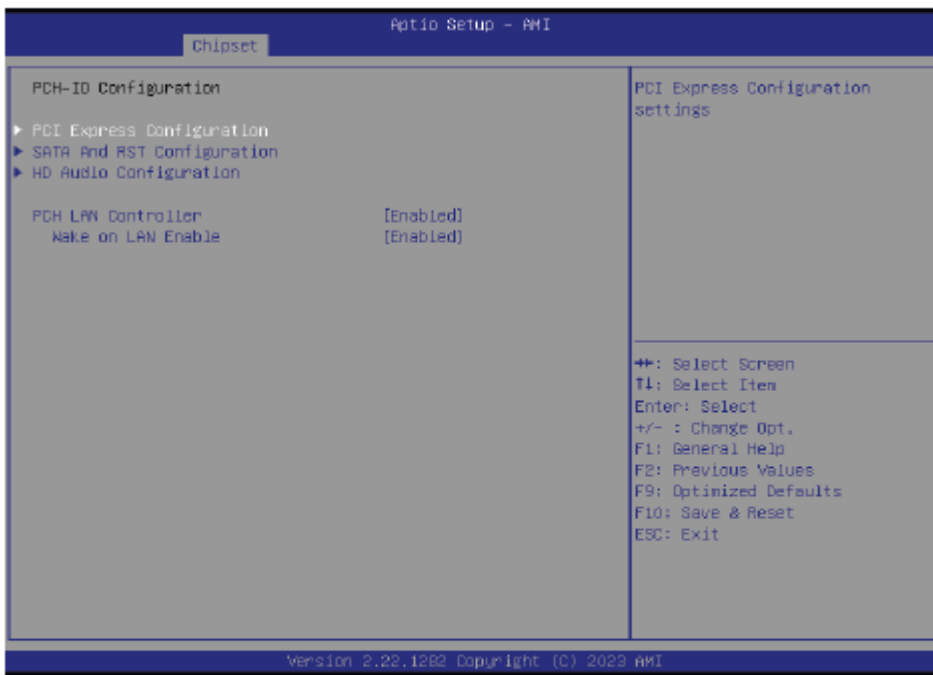 Aptio Setup – AMI
Chipset
PCH-IO Configuration
PCI Express Configuration
SATA And RST Configuration
HD Audio Configuration
PCH LAN Controller [Enabled]
Wake on LAN Enable [Enabled]
PCI Express Configuration
settings
→←: Select Screen
↑↓: Select Item
Enter: Select
+/- : Change Opt.
F1: General Help
F2: Previous Values
F9: Optimized Defaults
F10: Save & Reset
ESC: Exit
Version 2.22.1282 Copyright (C) 2023 AMI